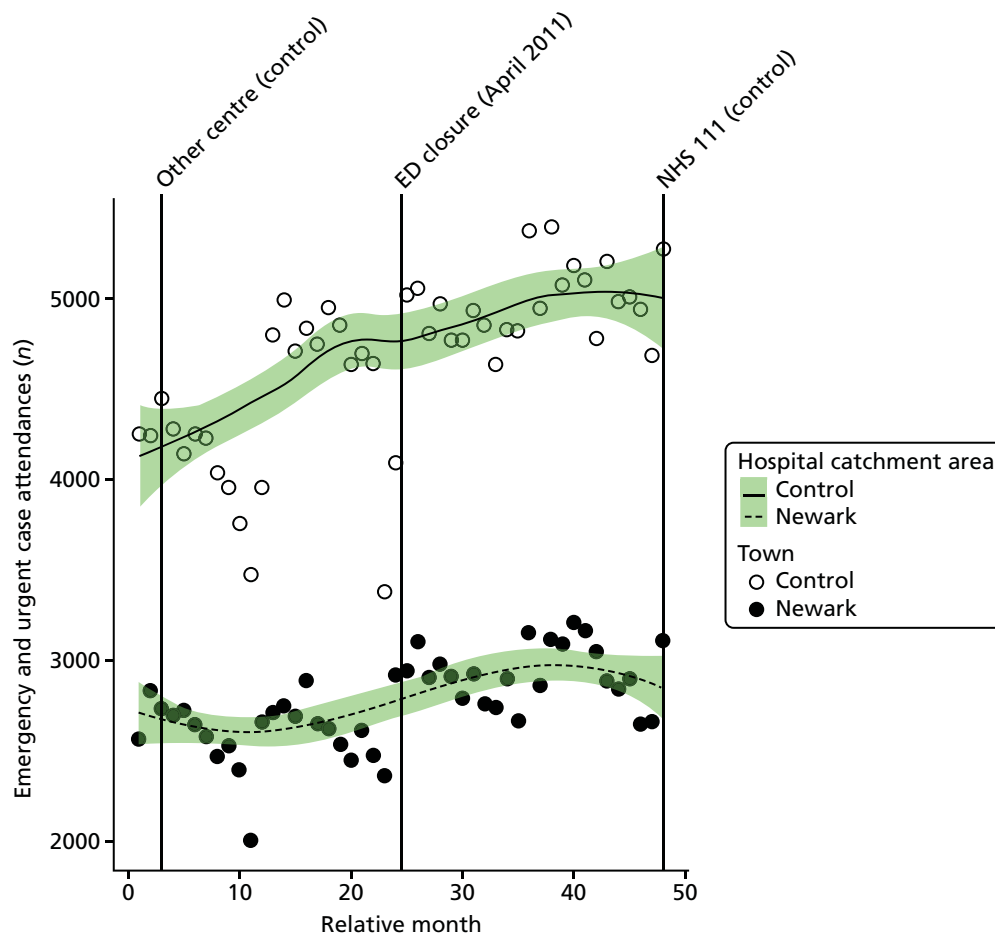 Other centre (control)
ED closure (April 2011)
NHS 111 (control)
Emergency and urgent case attendances (n)
5000
4000
3000
2000
0 10 20 30 40 50
Relative month
Hospital catchment area
Control
Newark
Town
Control
Newark